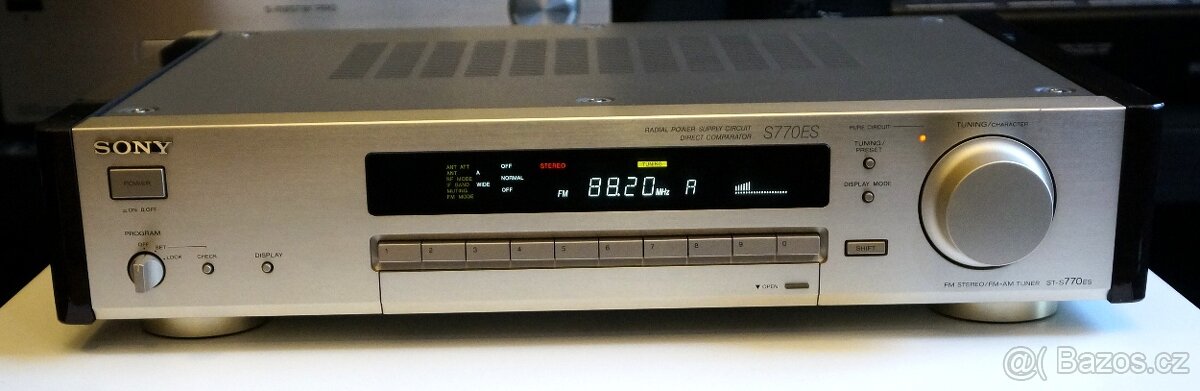 SONY
POWER
PROGRAM
OFF
SET
LOCK
CHECK
DISPLAY
RADIAL POWER SUPPLY CIRCUIT
DIRECT COMPARATOR
S770ES
ANT ATT OFF
ANT A
RF MODE NORMAL
IF BAND WIDE
MUTING OFF
FM MODE
STEREO
TUNING
FM 88.20 MHz A
1 2 3 4 5 6 7 8 9 0
▼ OPEN
PURE CIRCUIT
TUNING/CHARACTER
TUNING/
PRESET
DISPLAY MODE
SHIFT
FM STEREO/FM-AM TUNER ST-S770ES
@( Bazos.cz